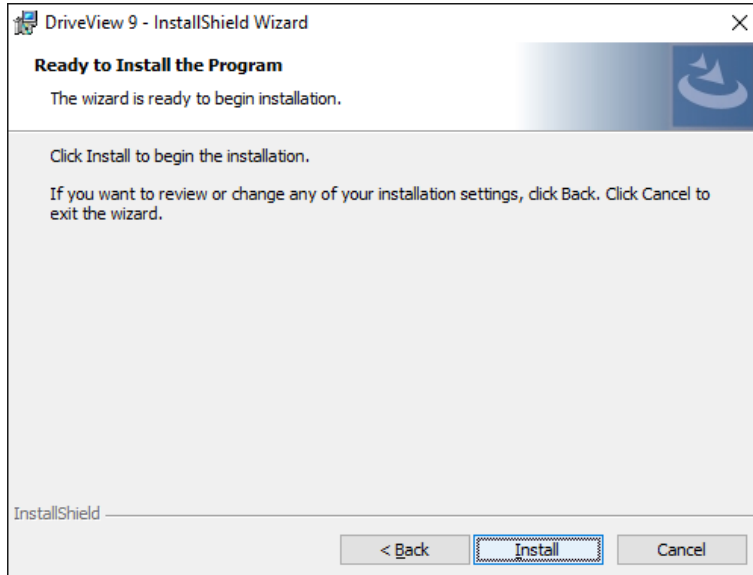 DriveView 9 - InstallShield Wizard
Ready to Install the Program
The wizard is ready to begin installation.
Click Install to begin the installation.
If you want to review or change any of your installation settings, click Back. Click Cancel to
exit the wizard.
InstallShield
< Back
Install
Cancel